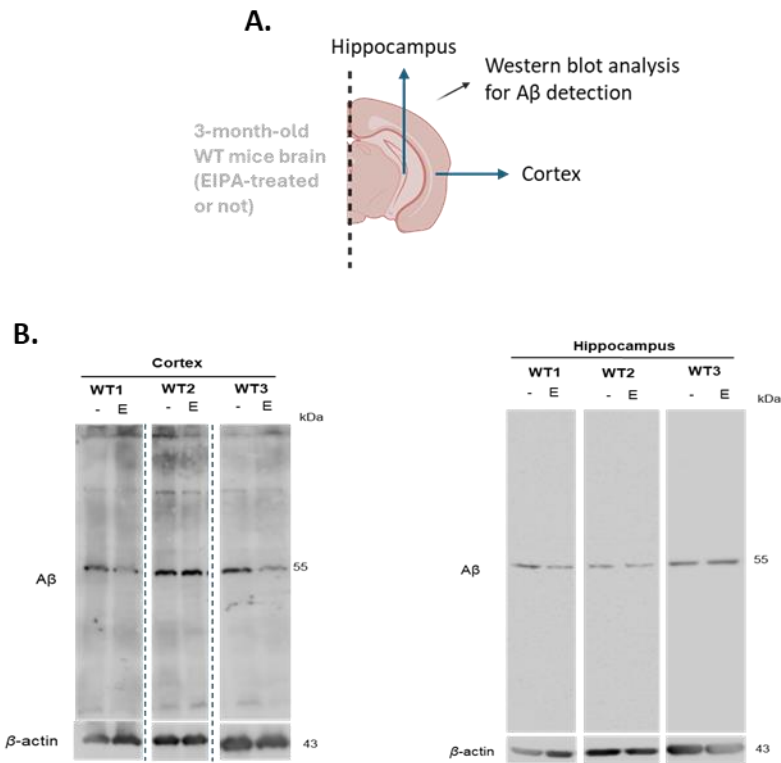 A.
Hippocampus
Western blot analysis
for Aβ detection
3-month-old
WT mice brain
(EIPA-treated
or not)
Cortex
B.
Cortex
WT1 WT2 WT3
- E - E - E
kDa
Aβ
55
β-actin
43
Hippocampus
WT1 WT2 WT3
- E - E - E
kDa
Aβ
55
β-actin
43